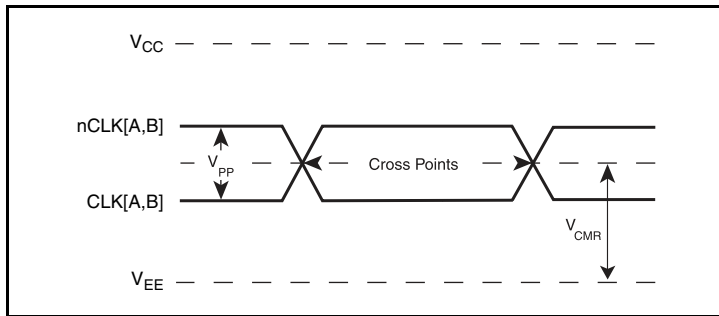 VCC
nCLK[A,B]
VPP
Cross Points
CLK[A,B]
VCMR
VEE